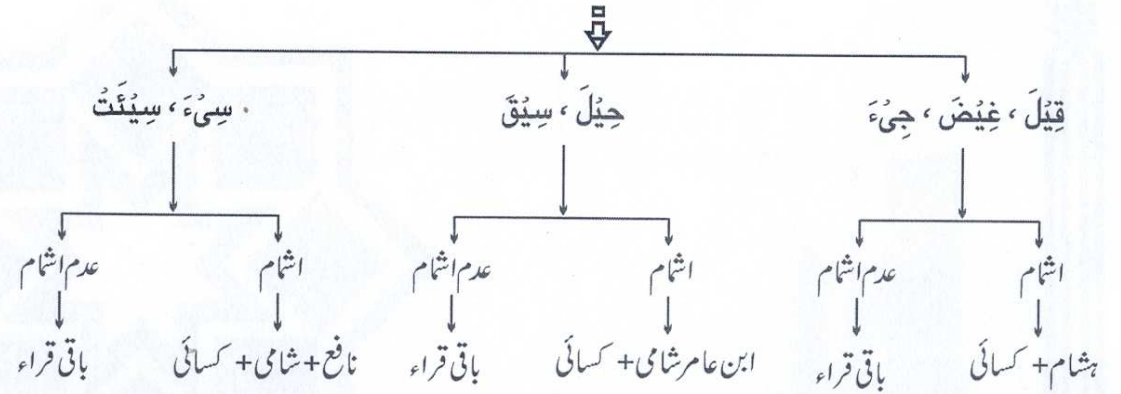 قِيْلَ ، غِيْضَ ، جِیْءَ
حِيْلَ ، سِيْقَ
سِیْءَ ، سِيْئَتْ
اشمام
عدم اشمام
اشمام
عدم اشمام
اشمام
عدم اشمام
ہشام + کسائی
باقی قراء
ابن عامر شامی + کسائی
باقی قراء
نافع + شامی + کسائی
باقی قراء